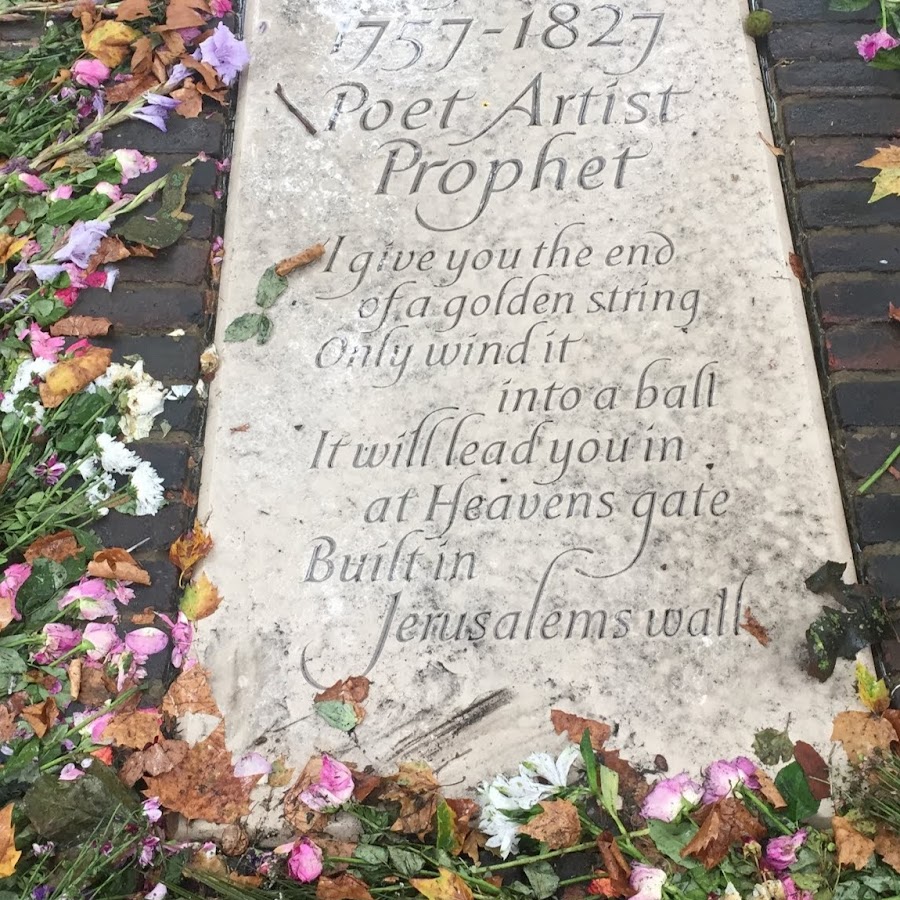 1757-1827
Poet Artist
Prophet
I give you the end
of a golden string
Only wind it
into a ball
It will lead you in
at Heavens gate
Built in
Jerusalems wall